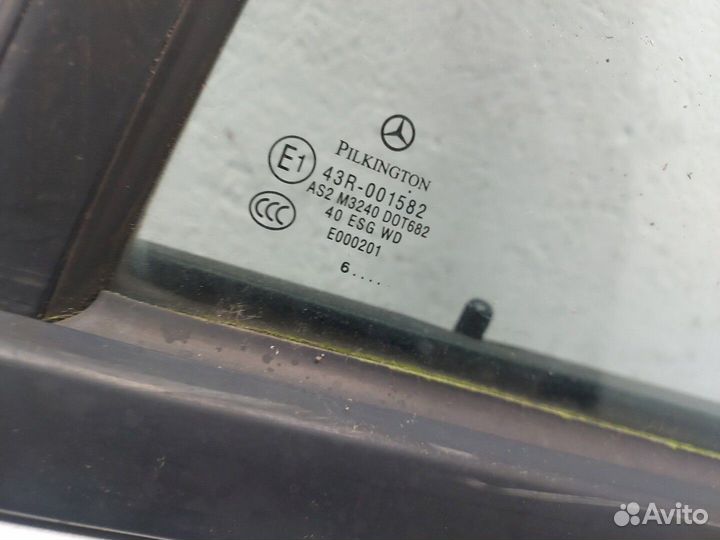 PILKINGTON
E1
43R-001582
AS2 M3240 DOT682
CCC
40 ESG WD
E000201
6.....
Avito